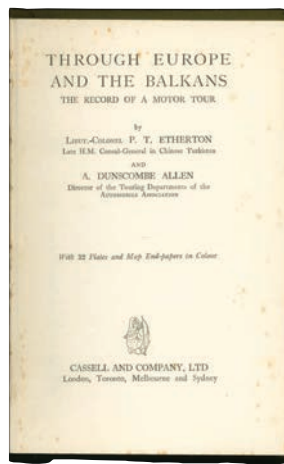 THROUGH EUROPE
AND THE BALKANS
THE RECORD OF A MOTOR TOUR
by
LIEUT.-COLONEL P. T. ETHERTON
Late H.M. Consul-General in Chinese Turkistan
AND
A. DUNSCOMBE ALLEN
Director of the Touring Departments of the
AUTOMOBILE ASSOCIATION
With 32 Plates and Map End-papers in Colour
CASSELL AND COMPANY, LTD
London, Toronto, Melbourne and Sydney